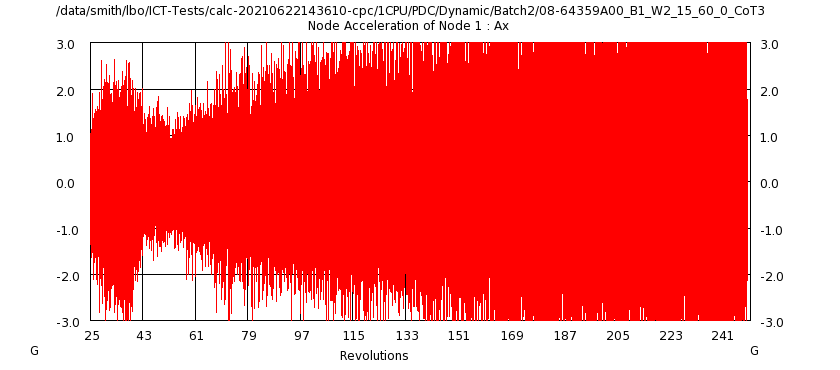 /data/smith/lbo/ICT-Tests/calc-20210622143610-cpc/1CPU/PDC/Dynamic/Batch2/08-64359A00_B1_W2_15_60_0_CoT3
Node Acceleration of Node 1 : Ax
3.0 3.0
2.0 2.0
1.0 1.0
0.0 0.0
-1.0 -1.0
-2.0 -2.0
-3.0 -3.0
25 43 61 79 97 115 133 151 169 187 205 223 241
G G
Revolutions